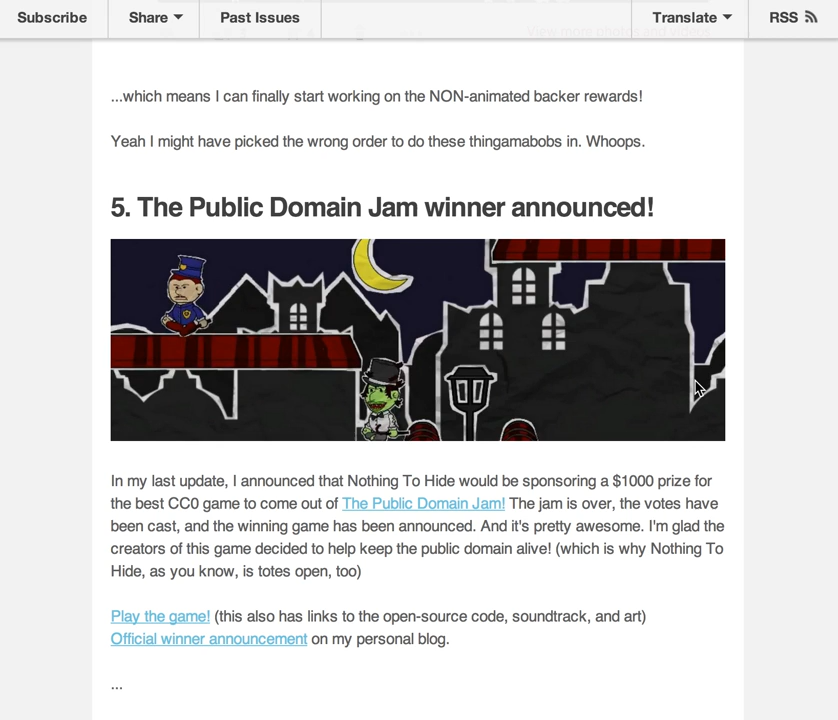 Subscribe Share Past Issues Translate RSS
View more photos and videos
...which means I can finally start working on the NON-animated backer rewards!
Yeah I might have picked the wrong order to do these thingamabobs in. Whoops.
5. The Public Domain Jam winner announced!
In my last update, I announced that Nothing To Hide would be sponsoring a $1000 prize for
the best CC0 game to come out of The Public Domain Jam! The jam is over, the votes have
been cast, and the winning game has been announced. And it's pretty awesome. I'm glad the
creators of this game decided to help keep the public domain alive! (which is why Nothing To
Hide, as you know, is totes open, too)
Play the game! (this also has links to the open-source code, soundtrack, and art)
Official winner announcement on my personal blog.
...